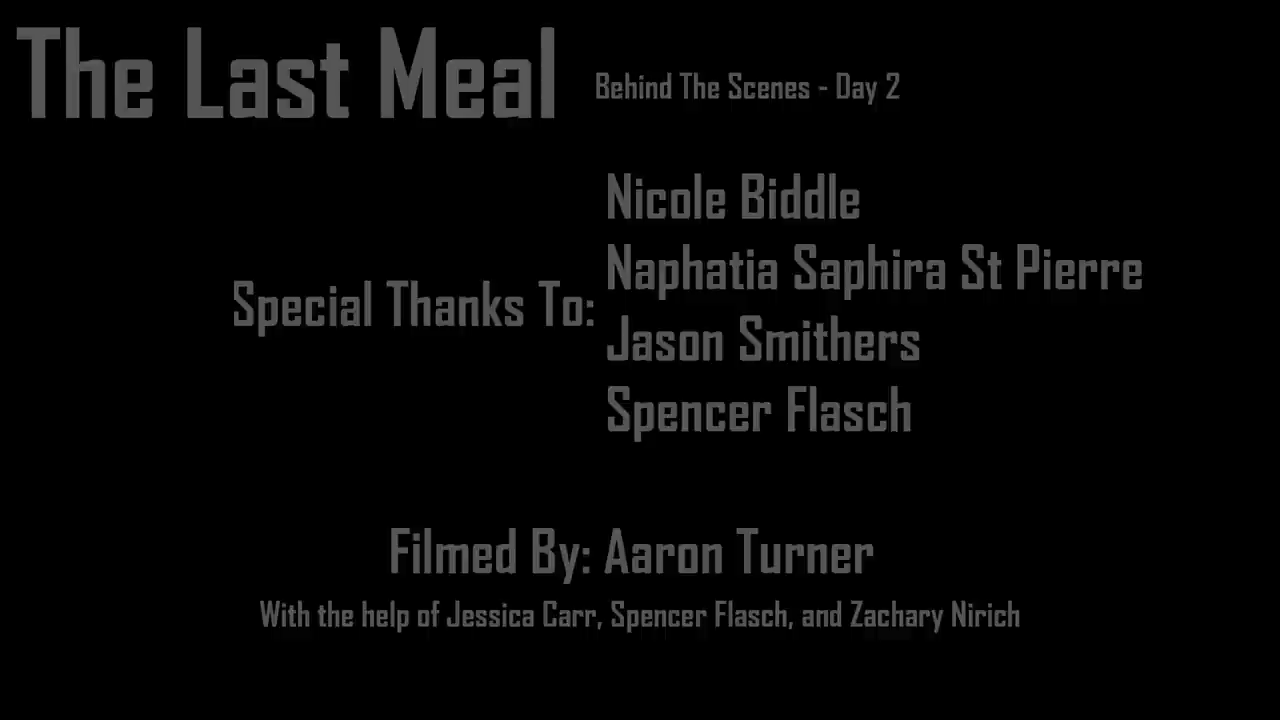 The Last Meal
Behind The Scenes - Day 2
Special Thanks To:
Nicole Biddle
Naphatia Saphira St Pierre
Jason Smithers
Spencer Flasch
Filmed By: Aaron Turner
With the help of Jessica Carr, Spencer Flasch, and Zachary Nirich